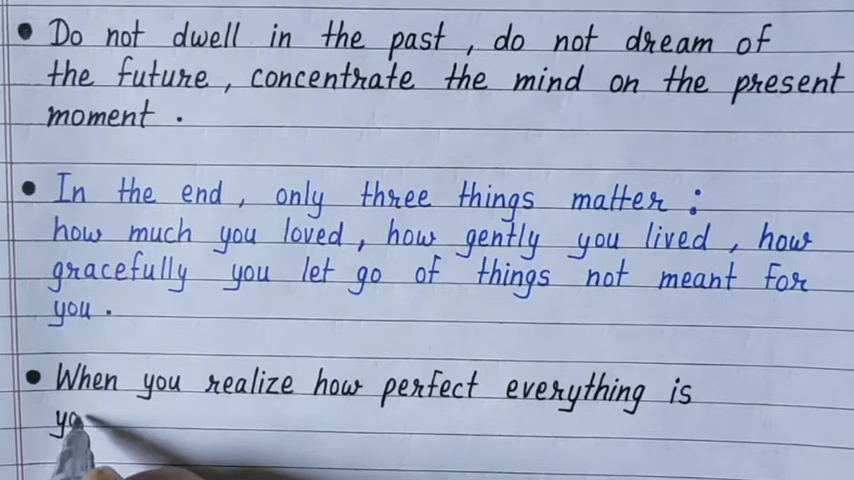 • Do not dwell in the past, do not dream of
the future, concentrate the mind on the present
moment.
• In the end, only three things matter:
how much you loved, how gently you lived, how
gracefully you let go of things not meant for
you.
• When you realize how perfect everything is
yo